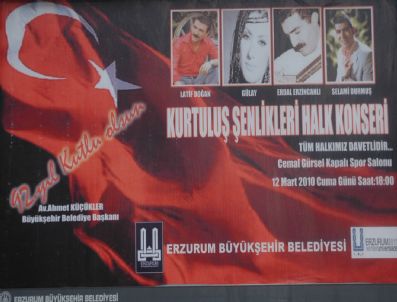 LATİF DOĞAN
GÜLAY
ERDAL ERZİNCANLI
SELAMİ DURMUŞ
KURTULUŞ ŞENLİKLERİ HALK KONSERİ
TÜM HALKIMIZ DAVETLİDİR...
Cemal Gürsel Kapalı Spor Salonu
12 Mart 2010 Cuma Günü Saat:18:00
92.yıl Kutlu olsun
Av.Ahmet KÜÇÜKLER
Büyükşehir Belediye Başkanı
ERZURUM BÜYÜKŞEHİR BELEDİYESİ
ERZURUM
ERZURUM BÜYÜKŞEHİR BELEDİYESİ